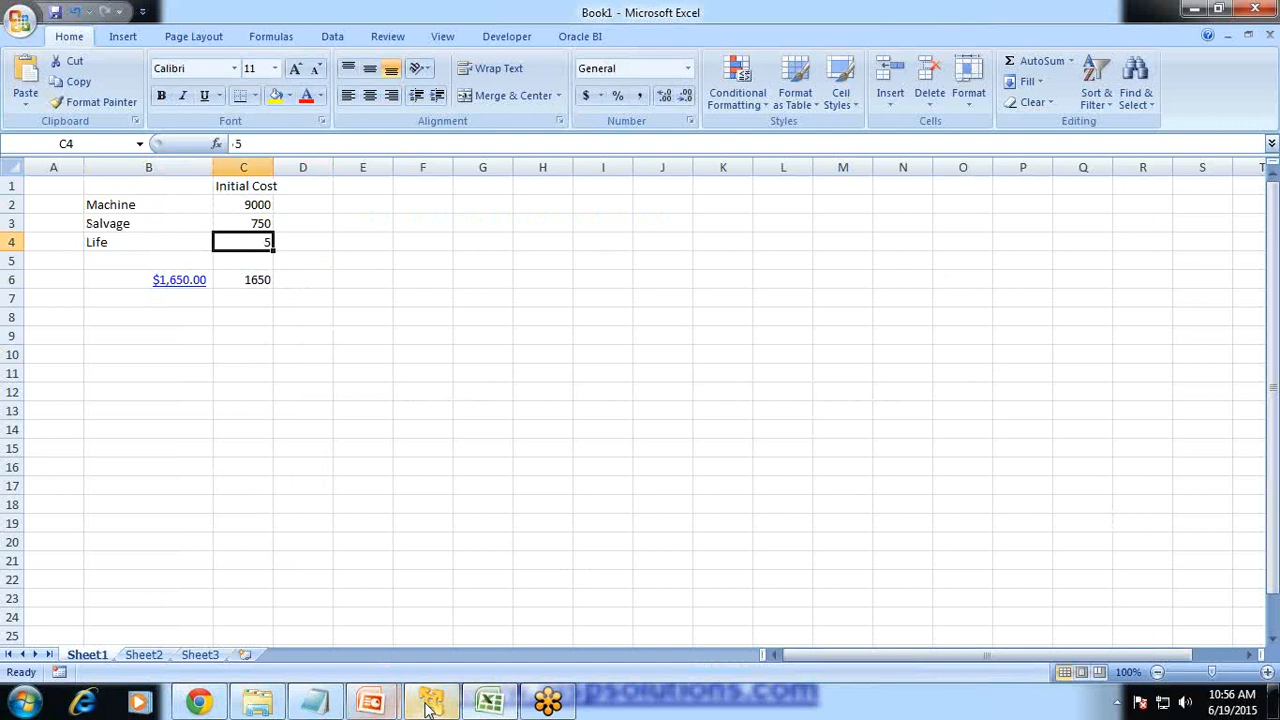 Book1 - Microsoft Excel
Home Insert Page Layout Formulas Data Review View Developer Oracle BI
Paste
Cut
Copy
Format Painter
Clipboard
Calibri 11
B I U
Font
Wrap Text
Merge & Center
Alignment
General
$ % ,
Number
Conditional Formatting
Format as Table
Cell Styles
Styles
Insert Delete Format
Cells
AutoSum
Fill
Clear
Sort & Filter
Find & Select
Editing
C4 fx 5
A B C D E F G H I J K L M N O P Q R S T
1 Initial Cost
2 Machine 9000
3 Salvage 750
4 Life 5
5
6 $1,650.00 1650
7
8
9
10
11
12
13
14
15
16
17
18
19
20
21
22
23
24
25
Sheet1 Sheet2 Sheet3
Ready 100%
10:56 AM
6/19/2015